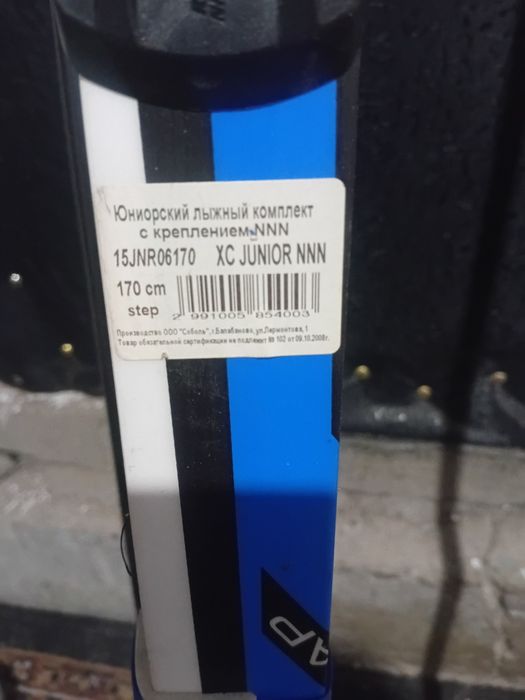 Юниорский лыжный комплект
с креплением NNN
15JNR06170 XC JUNIOR NNN
170 cm
step
2 991005 854003
Производство ООО "Соболь", г.Балабаново, ул.Лермонтова, 1
Товар обязательной сертификации не подлежит № 102 от 09.10.2008г.